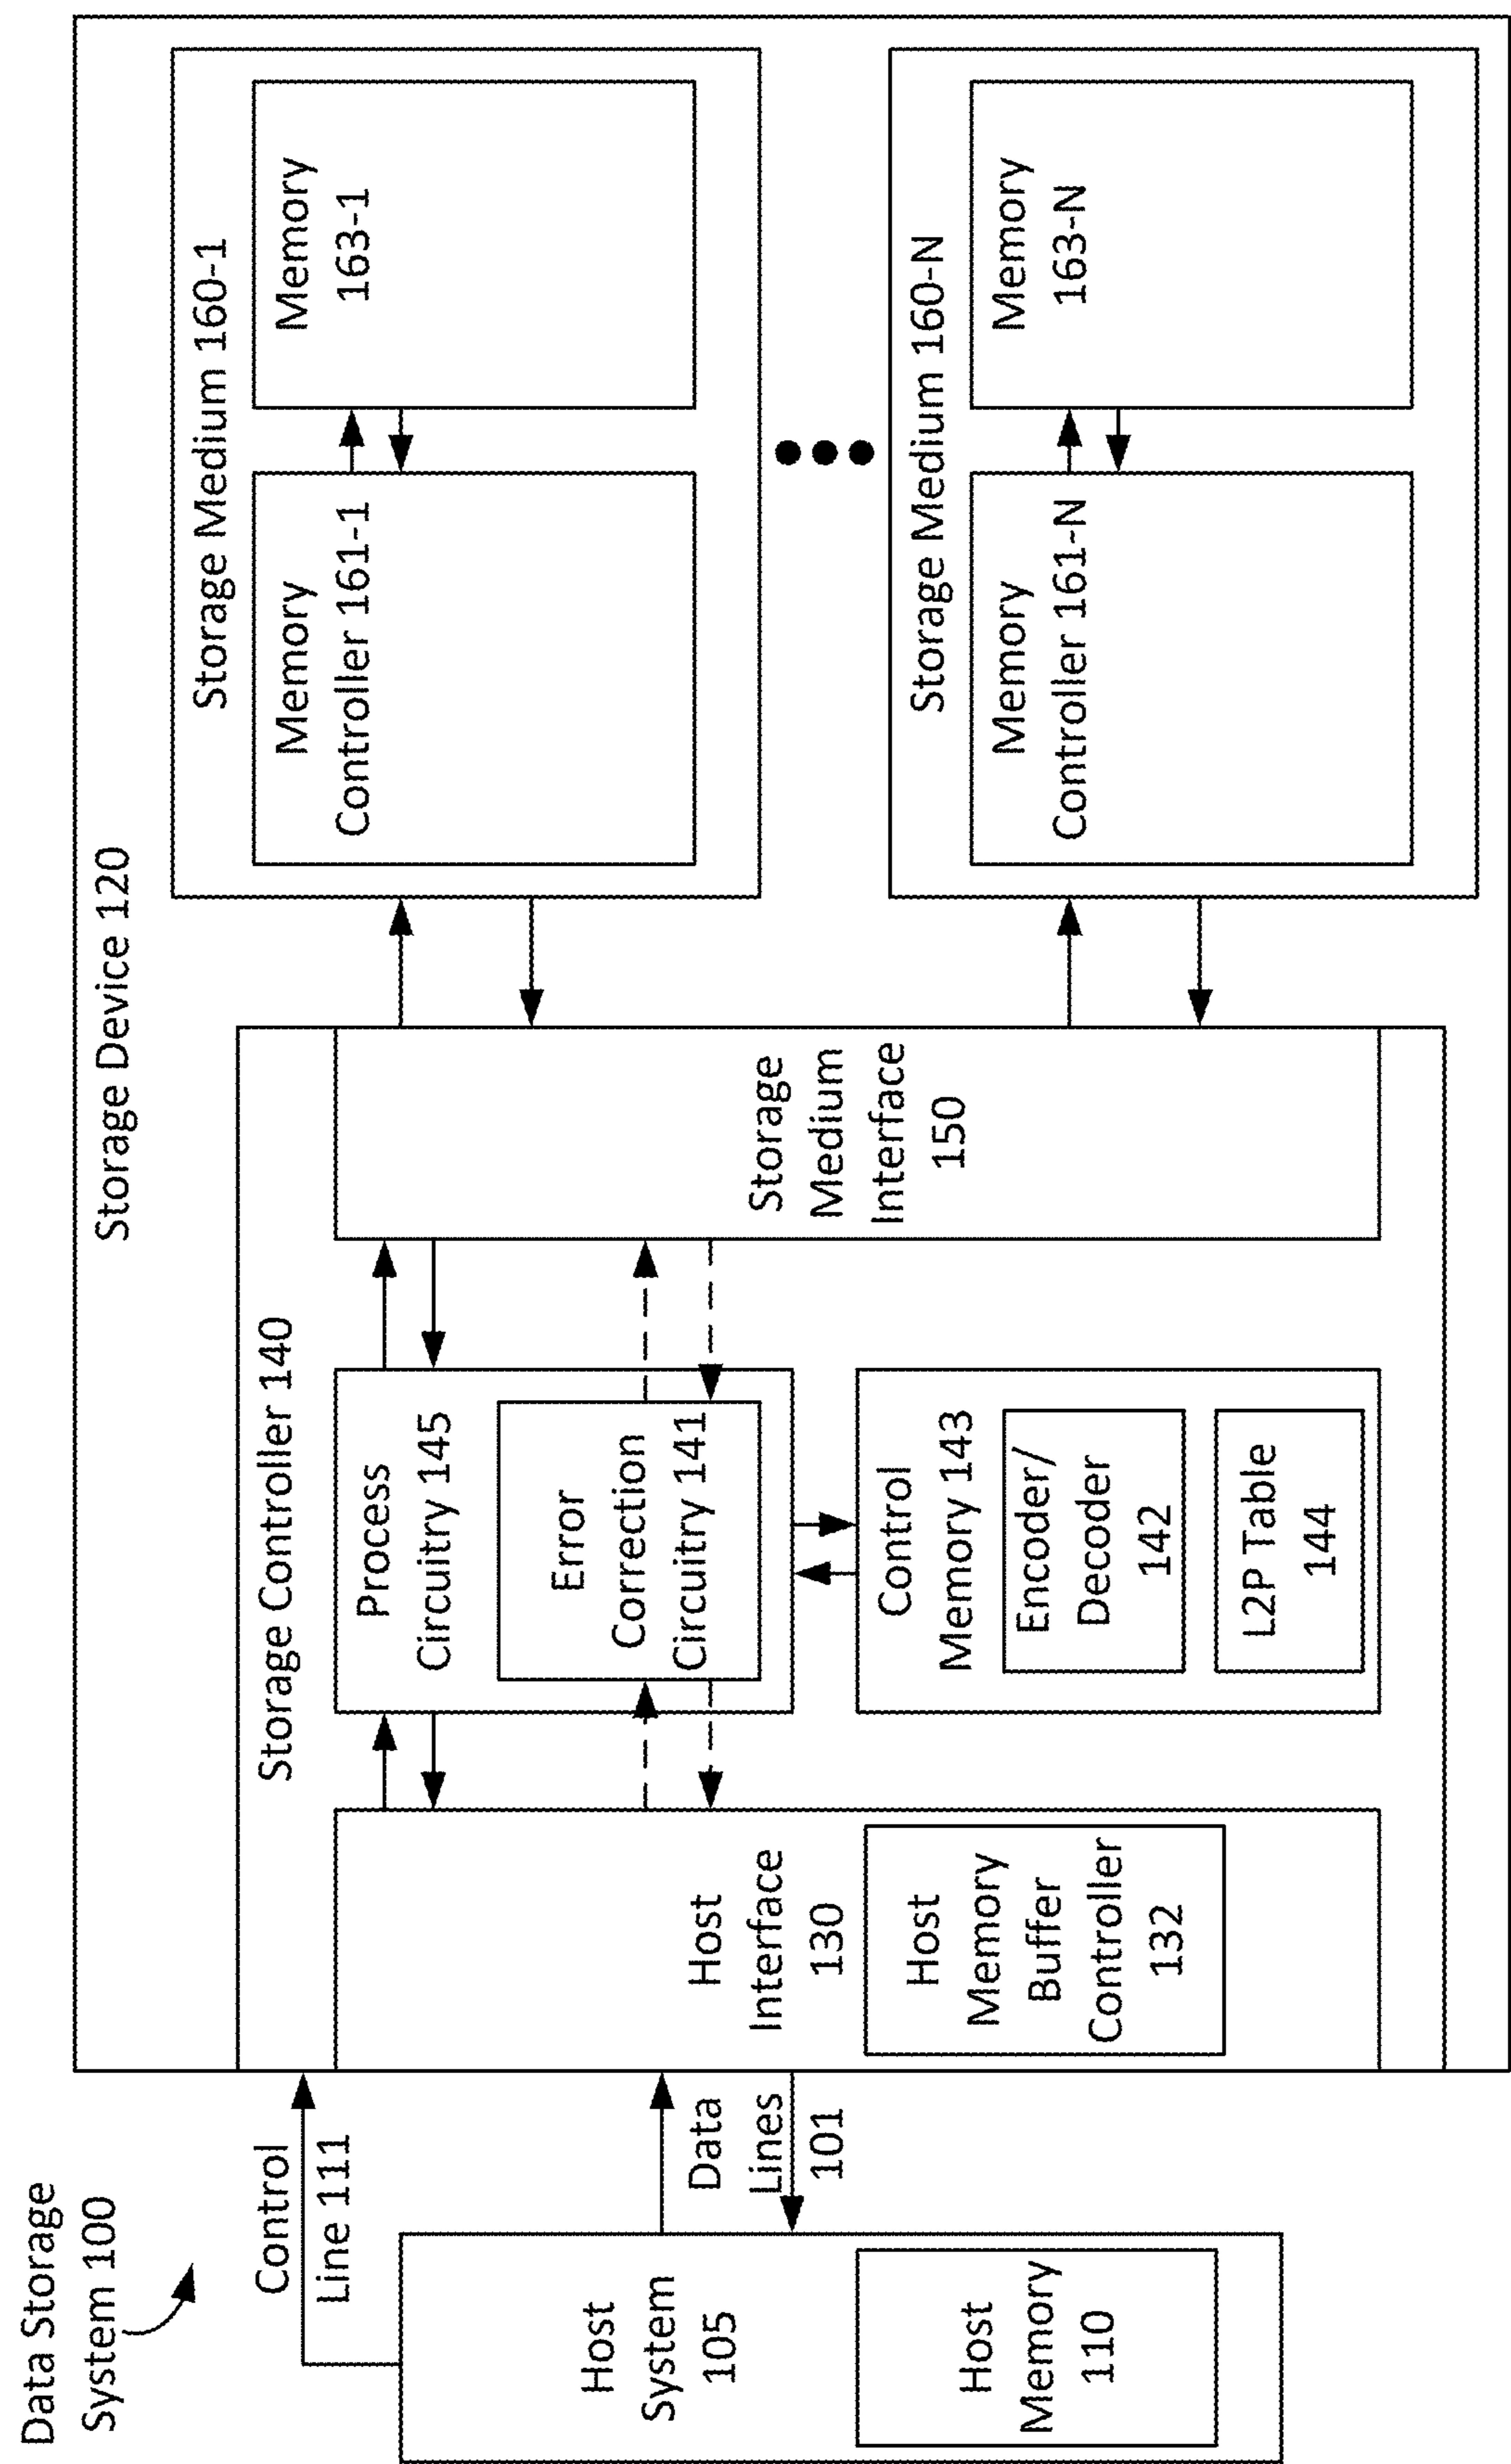 Data Storage
System 100
Control
Line 111
Host
System
105
Host
Memory
110
Data
Lines
101
Storage Device 120
Storage Controller 140
Host
Interface
130
Host
Memory
Buffer
Controller
132
Process
Circuitry 145
Error
Correction
Circuitry 141
Control
Memory 143
Encoder/
Decoder
142
L2P Table
144
Storage
Medium
Interface
150
Storage Medium 160-1
Memory
Controller 161-1
Memory
163-1
Storage Medium 160-N
Memory
Controller 161-N
Memory
163-N